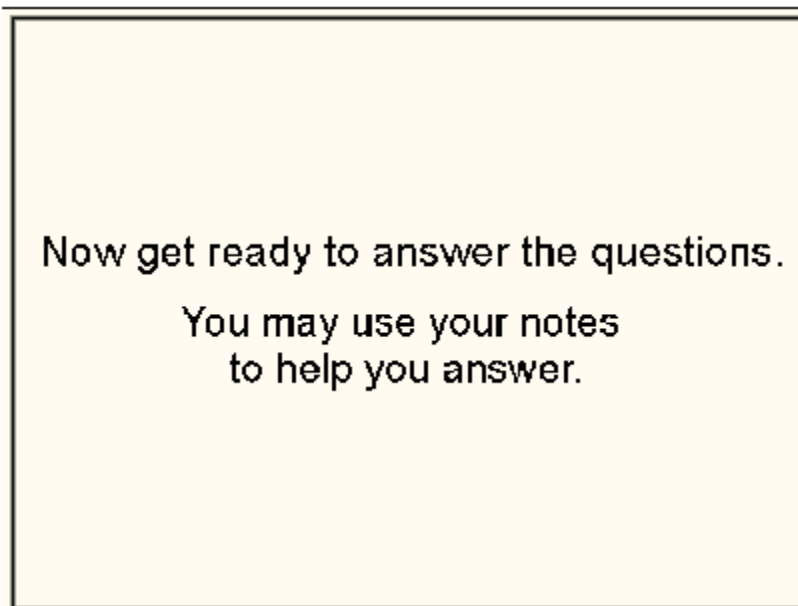 Now get ready to answer the questions.
You may use your notes
to help you answer.